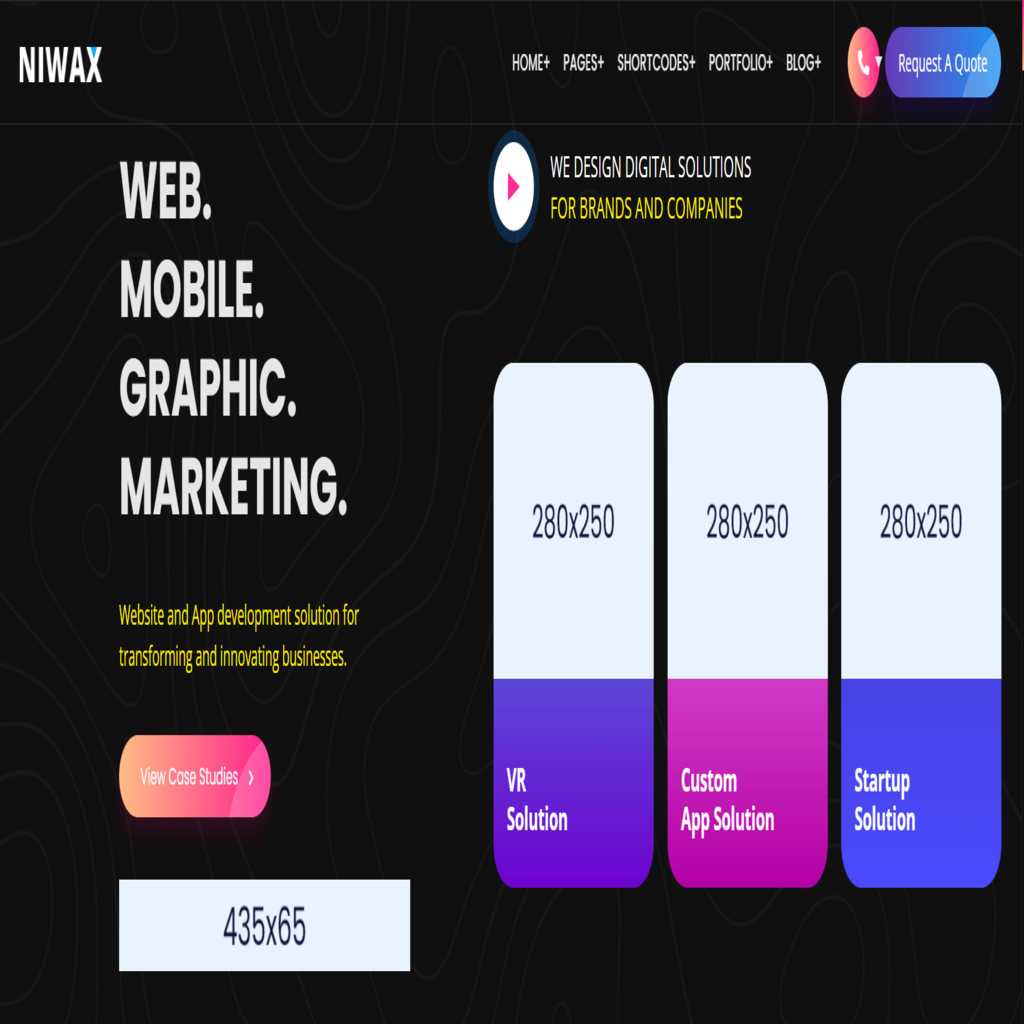 NIWAX
HOME+ PAGES+ SHORTCODES+ PORTFOLIO+ BLOG+
Request A Quote
WEB.
MOBILE.
GRAPHIC.
MARKETING.
Website and App development solution for
transforming and innovating businesses.
View Case Studies
435x65
WE DESIGN DIGITAL SOLUTIONS
FOR BRANDS AND COMPANIES
280x250
VR
Solution
280x250
Custom
App Solution
280x250
Startup
Solution